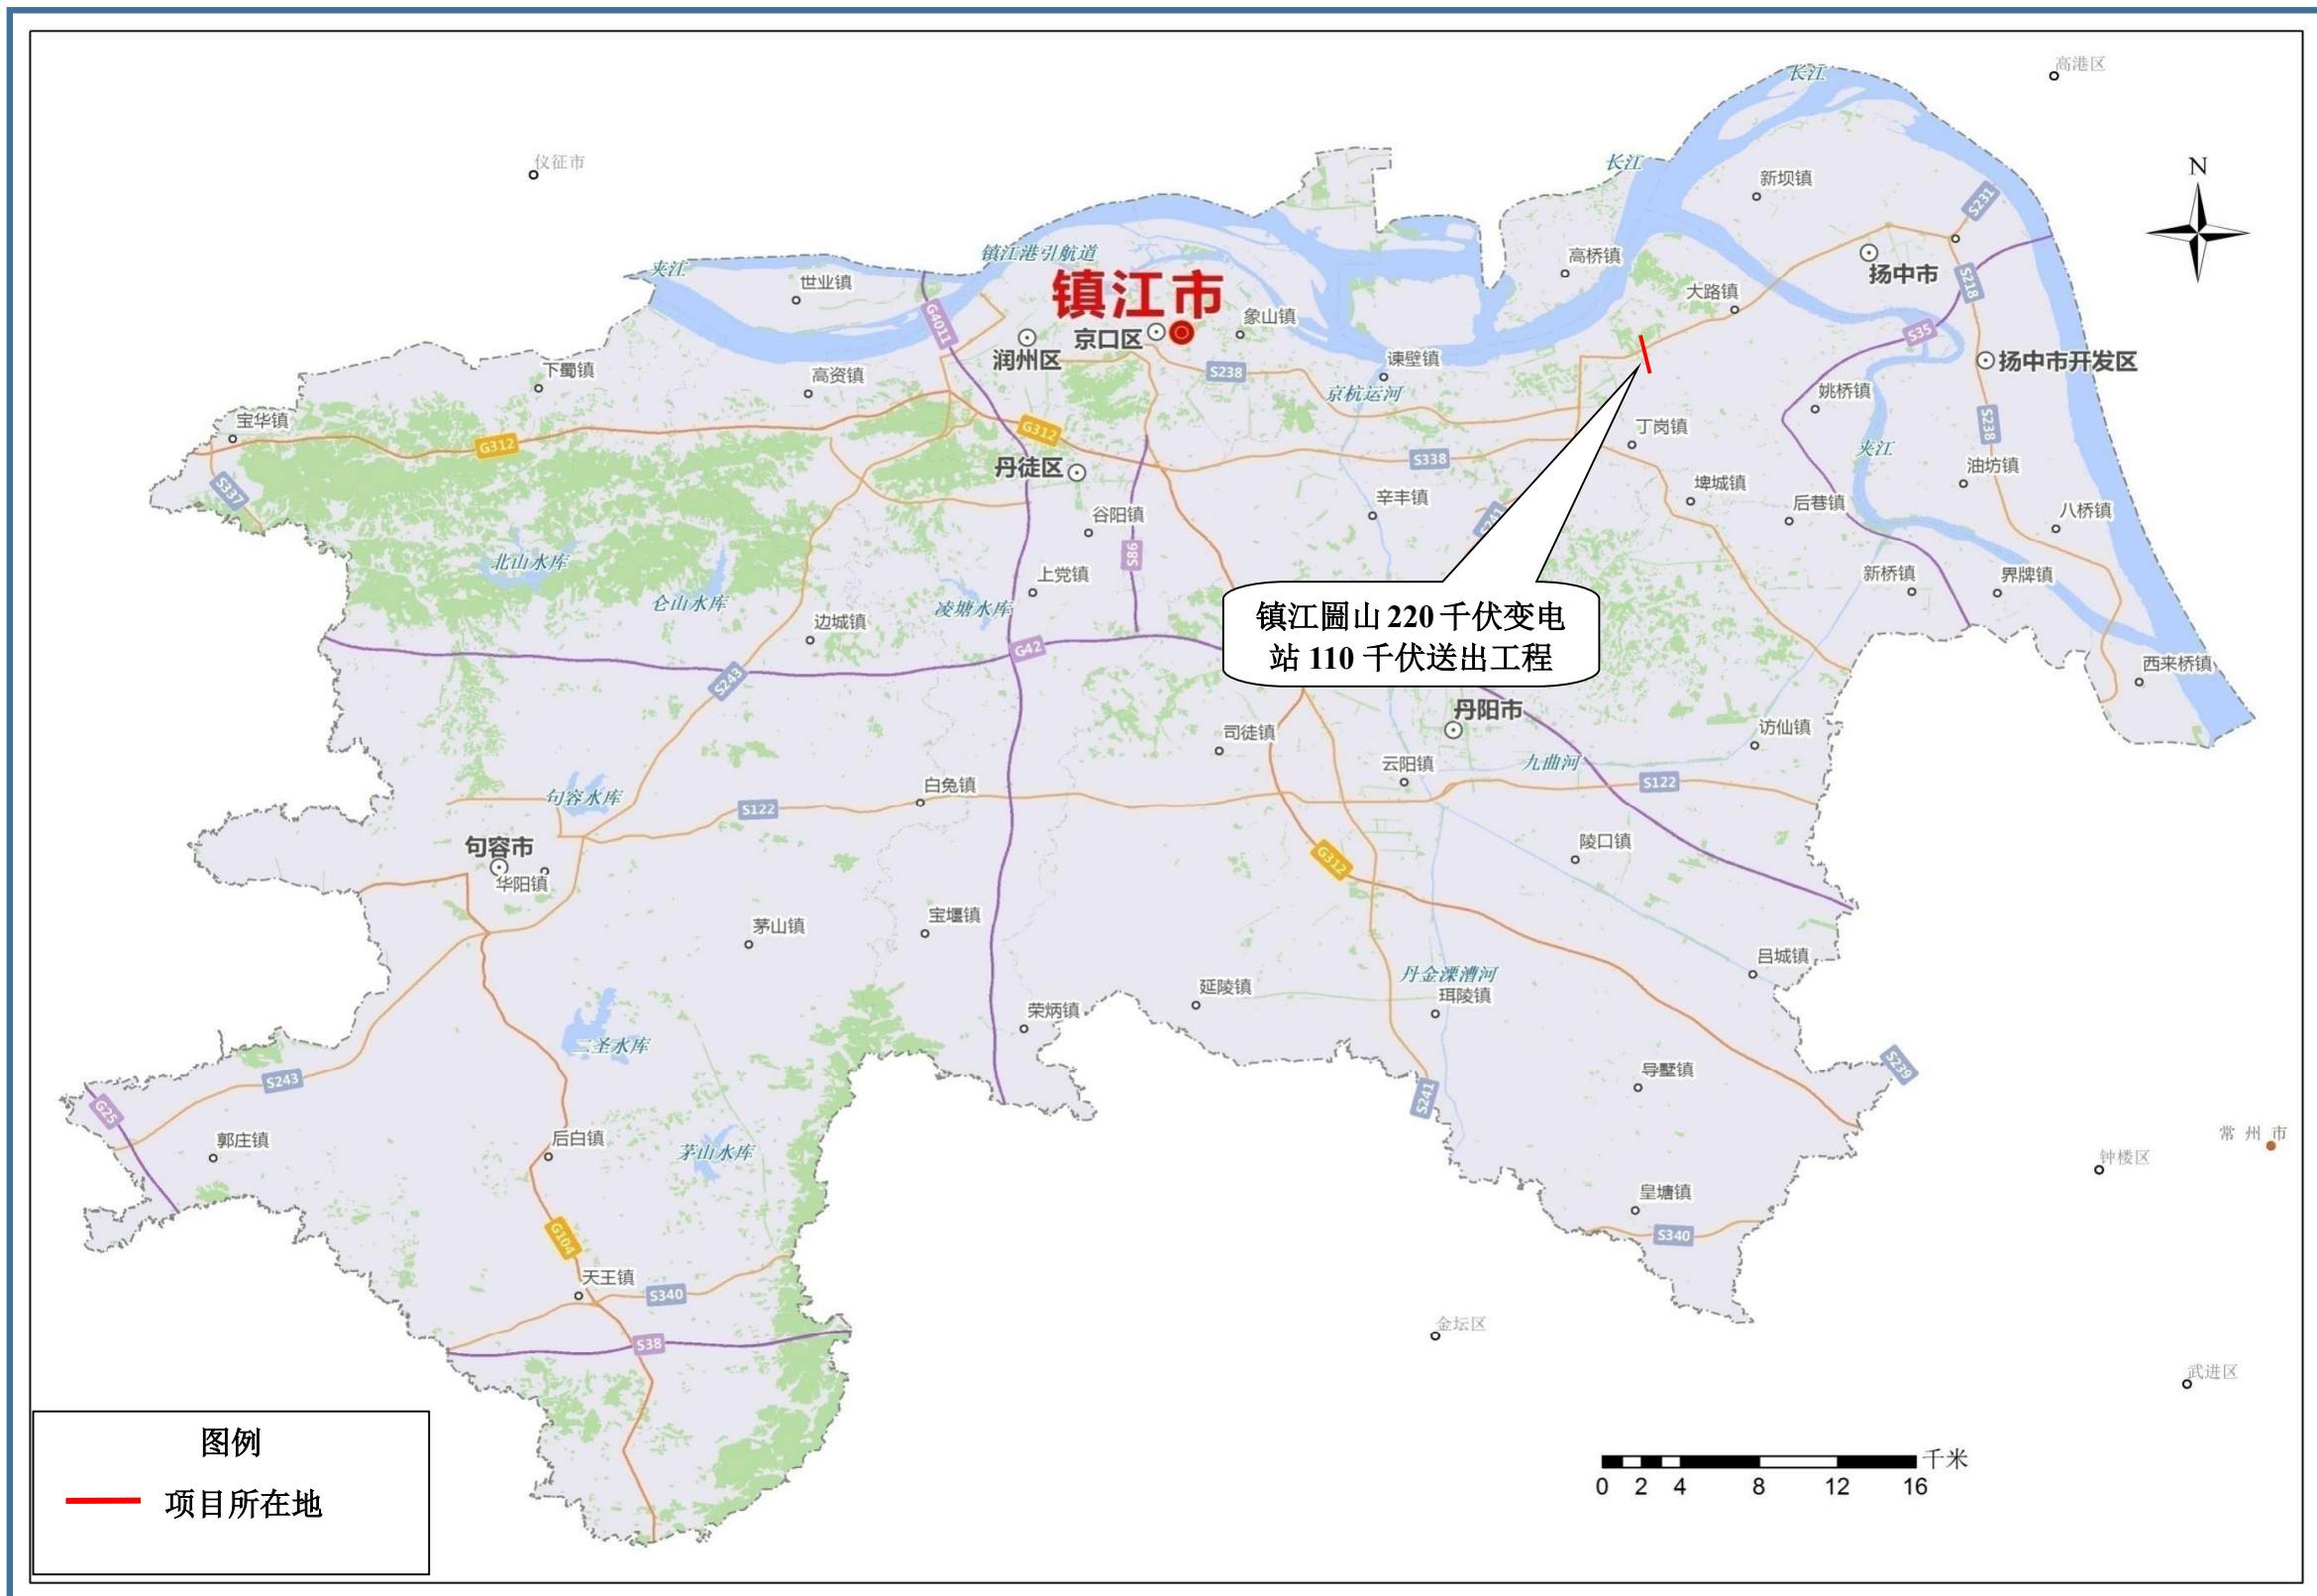 高港区
长江
仪征市
长江
新坝镇
N
S231
镇江港引航道
高桥镇
夹江
世业镇
扬中市
S218
镇江市
大路镇
G4011
象山镇
京口区
S35
润州区
谏壁镇
扬中市开发区
下蜀镇
高资镇
S238
京杭运河
姚桥镇
宝华镇
G312
G312
丁岗镇
S238
夹江
S338
丹徒区
油坊镇
S337
辛丰镇
埤城镇
后巷镇
谷阳镇
八桥镇
S241
北山水库
S86
上党镇
新桥镇
界牌镇
仑山水库
凌塘水库
边城镇
镇江圌山 220 千伏变电
站 110 千伏送出工程
G42
西来桥镇
S243
丹阳市
司徒镇
访仙镇
云阳镇
九曲河
S122
句容水库
白兔镇
S122
句容市
陵口镇
G312
华阳镇
宝堰镇
茅山镇
吕城镇
丹金溧漕河
延陵镇
珥陵镇
荣炳镇
二圣水库
S239
导墅镇
S243
S241
G25
郭庄镇
后白镇
茅山水库
常州市
钟楼区
皇塘镇
S340
G104
天王镇
S340
金坛区
S38
武进区
图例
项目所在地
千米
0 2 4 8 12 16